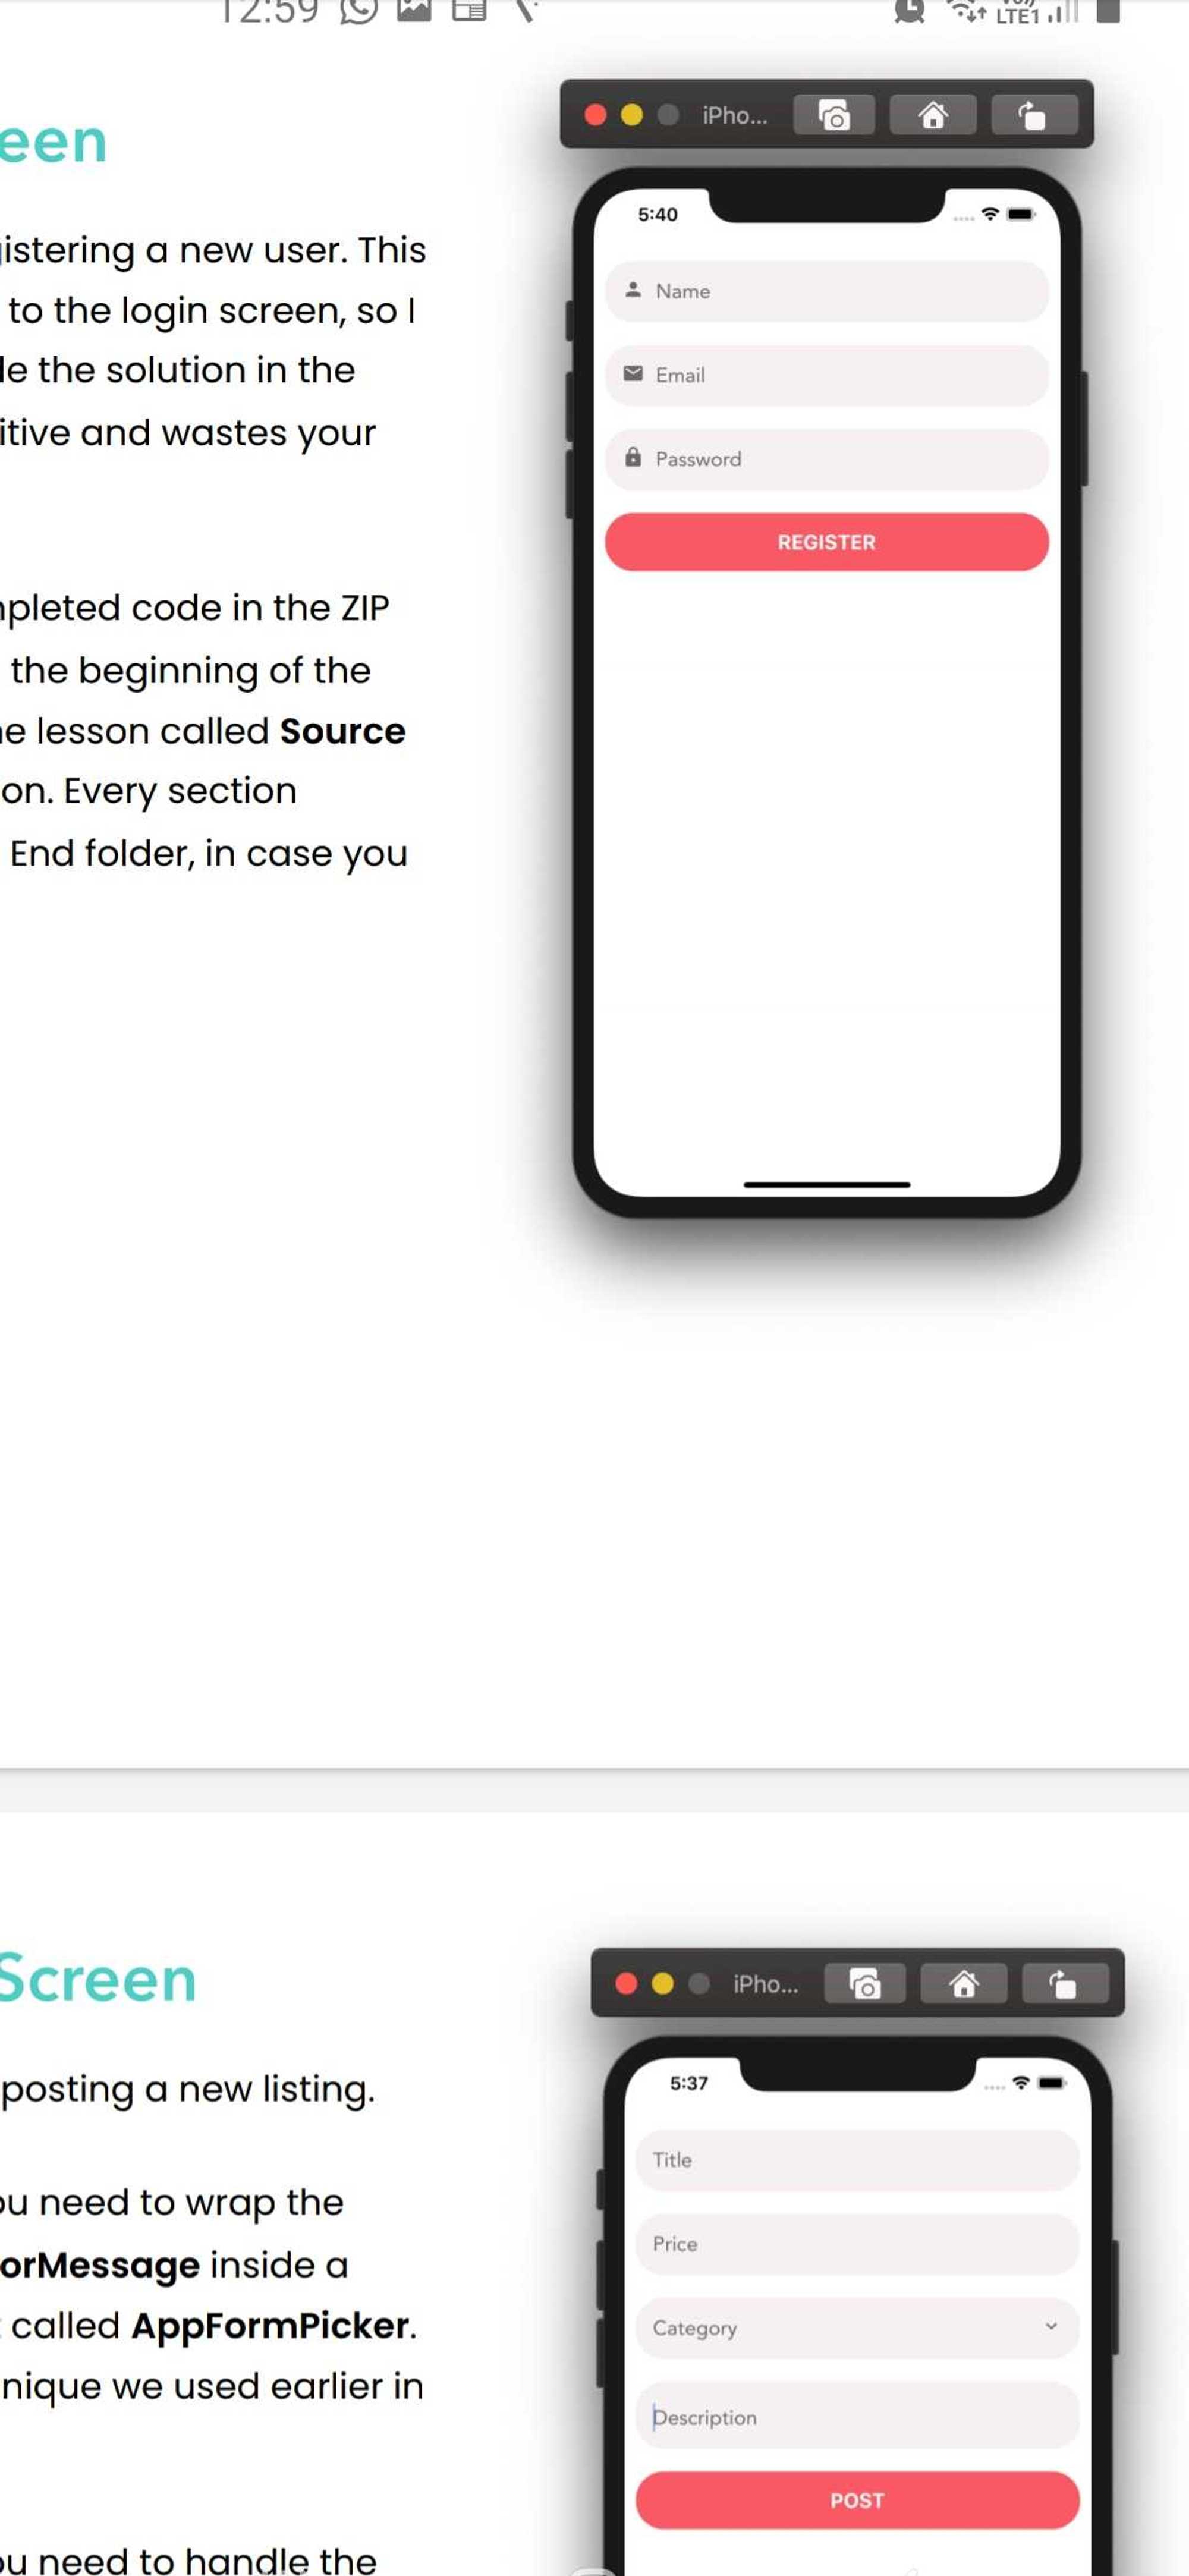 12:59
LTE1
een
iPho...
5:40
istering a new user. This
to the login screen, so I
le the solution in the
itive and wastes your
Name
Email
Password
REGISTER
pleted code in the ZIP
the beginning of the
e lesson called Source
on. Every section
End folder, in case you
Screen
iPho...
5:37
posting a new listing.
ou need to wrap the
orMessage inside a
called AppFormPicker.
nique we used earlier in
ou need to handle the
Title
Price
Category
Description
POST